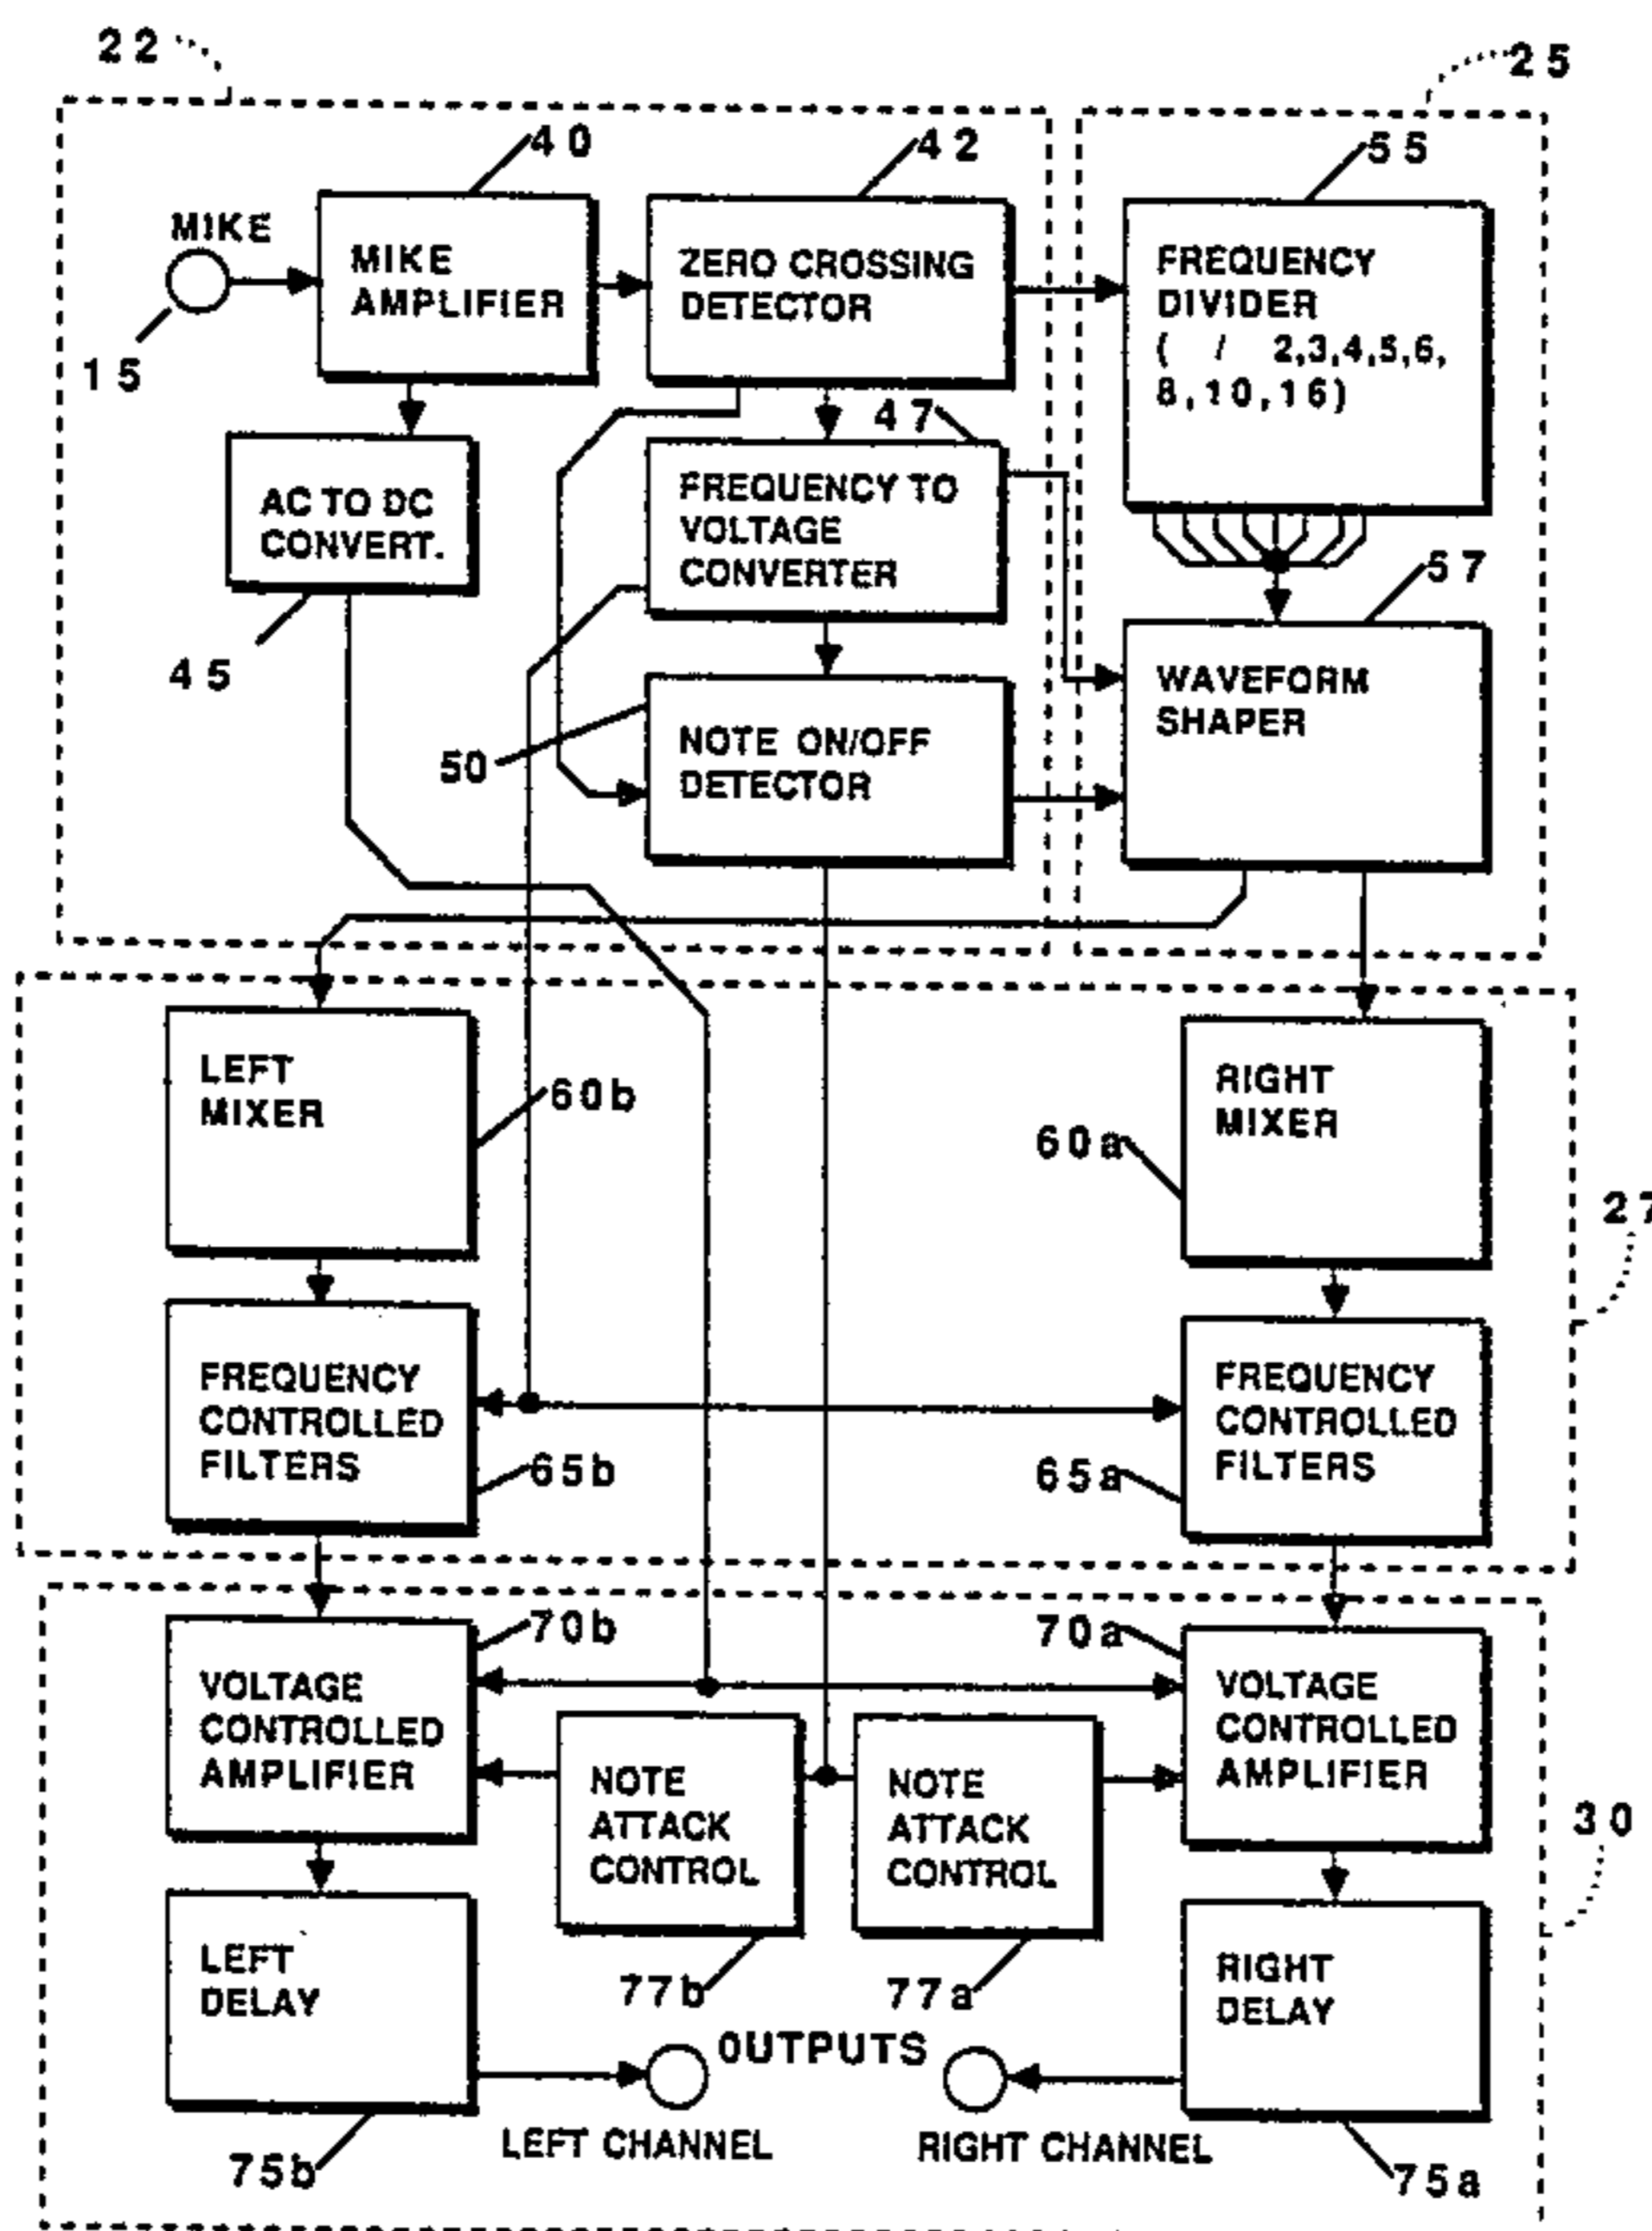 22
25
40
42
55
MIKE
15
MIKE
AMPLIFIER
ZERO CROSSING
DETECTOR
FREQUENCY
DIVIDER
( / 2,3,4,5,6,
8,10,16)
47
AC TO DC
CONVERT.
45
FREQUENCY TO
VOLTAGE
CONVERTER
57
50
NOTE ON/OFF
DETECTOR
WAVEFORM
SHAPER
LEFT
MIXER
60b
RIGHT
MIXER
60a
27
FREQUENCY
CONTROLLED
FILTERS
65b
65a
FREQUENCY
CONTROLLED
FILTERS
70b
70a
VOLTAGE
CONTROLLED
AMPLIFIER
NOTE
ATTACK
CONTROL
NOTE
ATTACK
CONTROL
VOLTAGE
CONTROLLED
AMPLIFIER
30
77b
77a
LEFT
DELAY
RIGHT
DELAY
OUTPUTS
LEFT CHANNEL
RIGHT CHANNEL
75b
75a